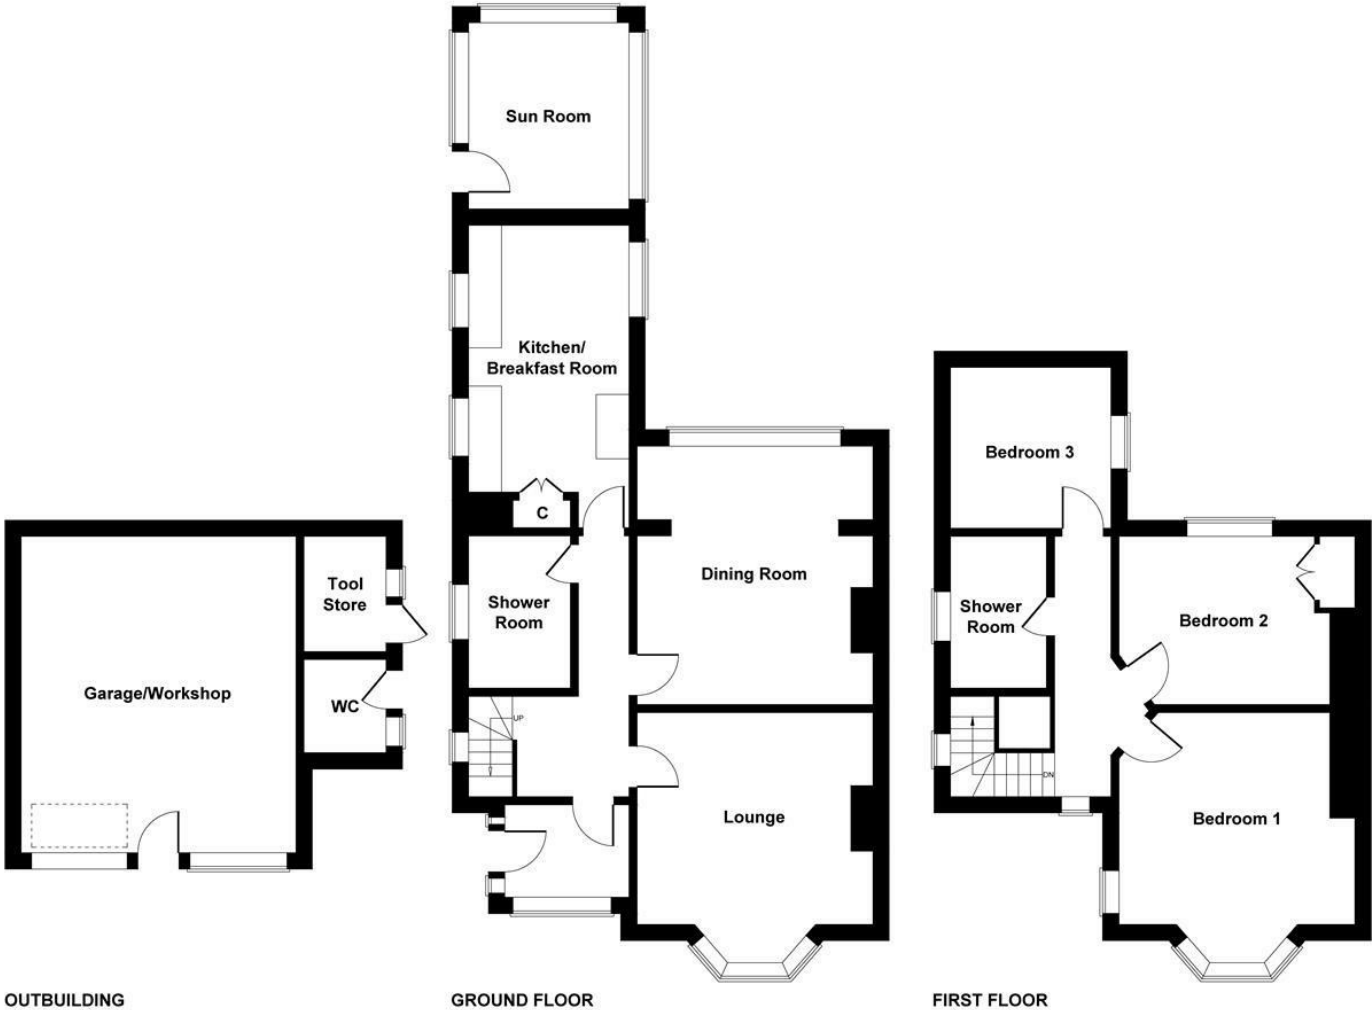 Sun Room
Kitchen/
Breakfast Room
C
Shower
Room
Dining Room
UP
Lounge
Tool
Store
Garage/Workshop
WC
Bedroom 3
Shower
Room
Bedroom 2
DN
Bedroom 1
OUTBUILDING
GROUND FLOOR
FIRST FLOOR